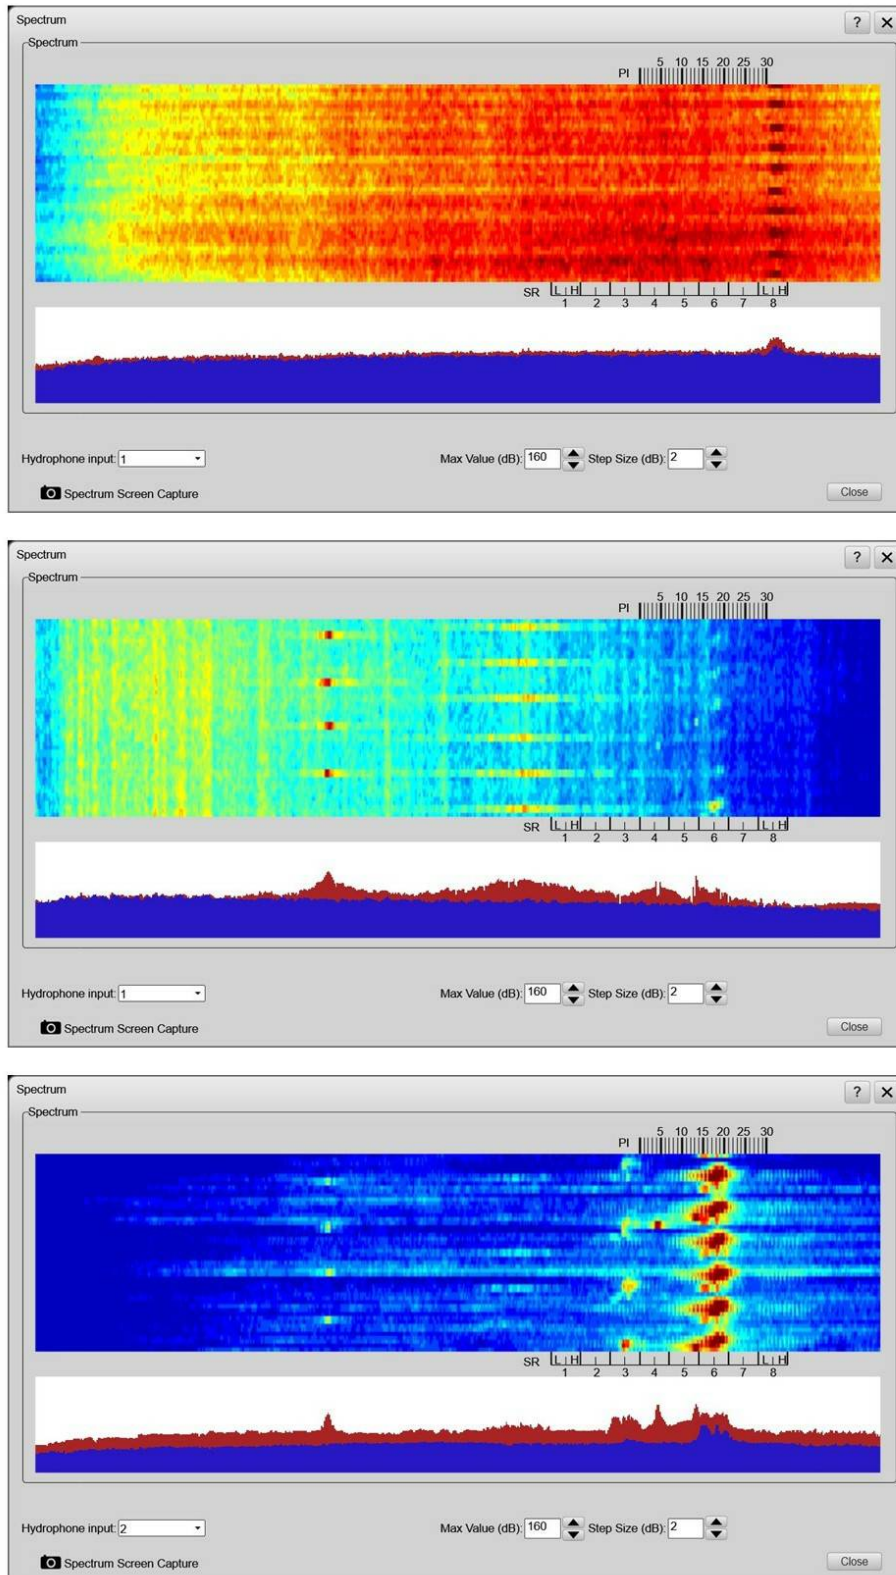 Spectrum
? X
Spectrum
PI 5 10 15 20 25 30
SR L H 1 2 3 4 5 6 7 L H 8
Hydrophone input: 1 Max Value (dB): 160 Step Size (dB): 2
Spectrum Screen Capture Close
Spectrum
? X
Spectrum
PI 5 10 15 20 25 30
SR L H 1 2 3 4 5 6 7 L H 8
Hydrophone input: 1 Max Value (dB): 160 Step Size (dB): 2
Spectrum Screen Capture Close
Spectrum
? X
Spectrum
PI 5 10 15 20 25 30
SR L H 1 2 3 4 5 6 7 L H 8
Hydrophone input: 2 Max Value (dB): 160 Step Size (dB): 2
Spectrum Screen Capture Close